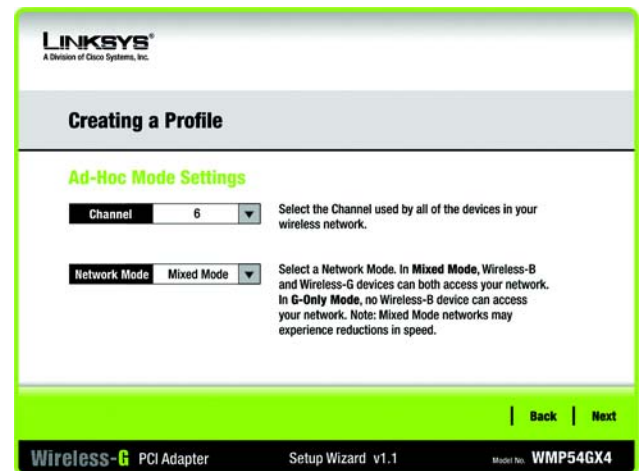 LINKSYS®
A Division of Cisco Systems, Inc.
Creating a Profile
Ad-Hoc Mode Settings
Channel 6
Select the Channel used by all of the devices in your
wireless network.
Network Mode Mixed Mode
Select a Network Mode. In Mixed Mode, Wireless-B
and Wireless-G devices can both access your network.
In G-Only Mode, no Wireless-B device can access
your network. Note: Mixed Mode networks may
experience reductions in speed.
Back Next
Wireless-G PCI Adapter Setup Wizard v1.1 Model No. WMP54GX4